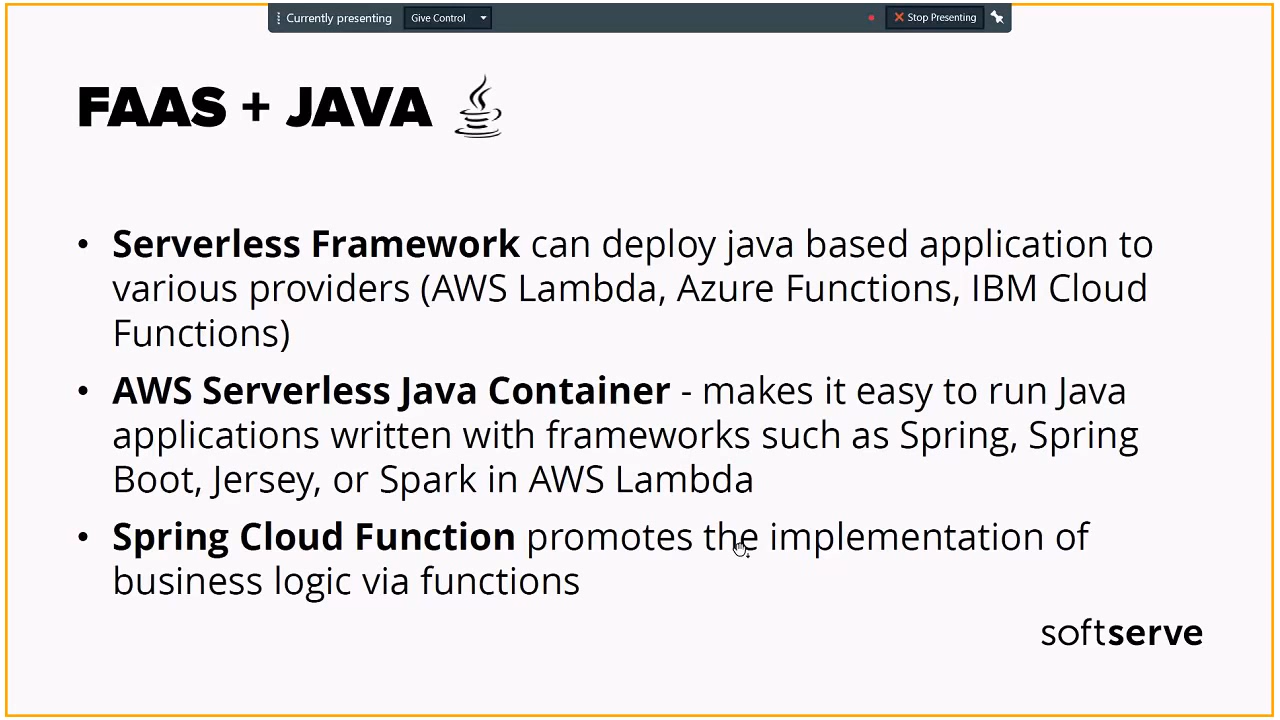 Currently presenting
Give Control
Stop Presenting
FAAS + JAVA
• Serverless Framework can deploy java based application to
various providers (AWS Lambda, Azure Functions, IBM Cloud
Functions)
• AWS Serverless Java Container - makes it easy to run Java
applications written with frameworks such as Spring, Spring
Boot, Jersey, or Spark in AWS Lambda
• Spring Cloud Function promotes the implementation of
business logic via functions
softserve